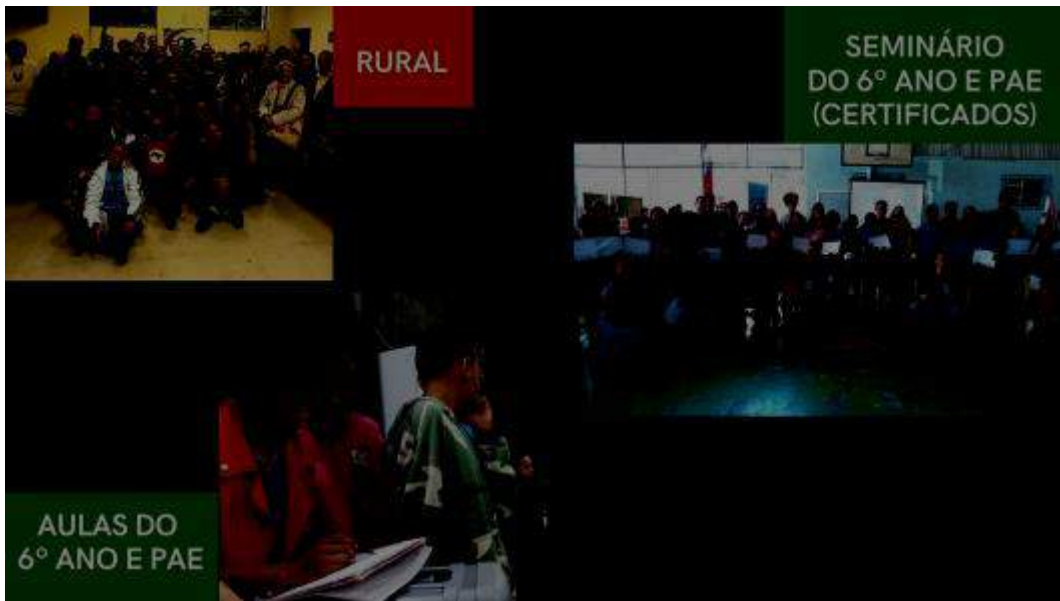 RURAL
SEMINÁRIO
DO 6º ANO E PAE
(CERTIFICADOS)
AULAS DO
6º ANO E PAE